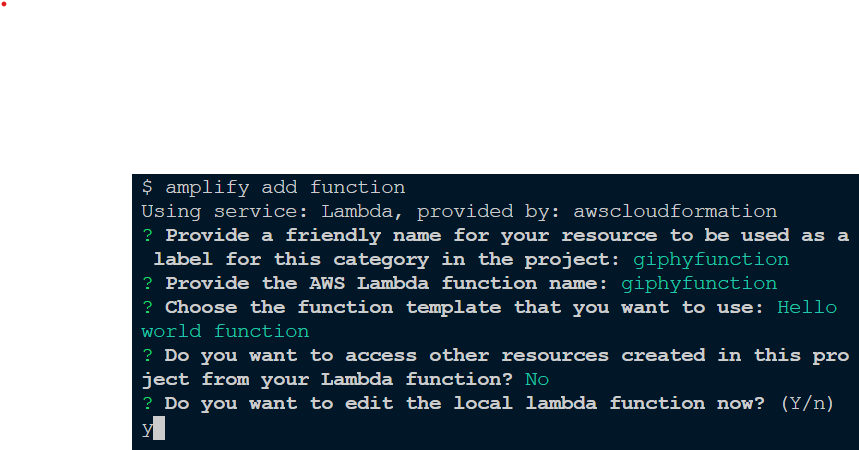 $ amplify add function
Using service: Lambda, provided by: awscloudformation
? Provide a friendly name for your resource to be used as a
label for this category in the project: giphyfunction
? Provide the AWS Lambda function name: giphyfunction
? Choose the function template that you want to use: Hello
world function
? Do you want to access other resources created in this pro
ject from your Lambda function? No
? Do you want to edit the local lambda function now? (Y/n)
y